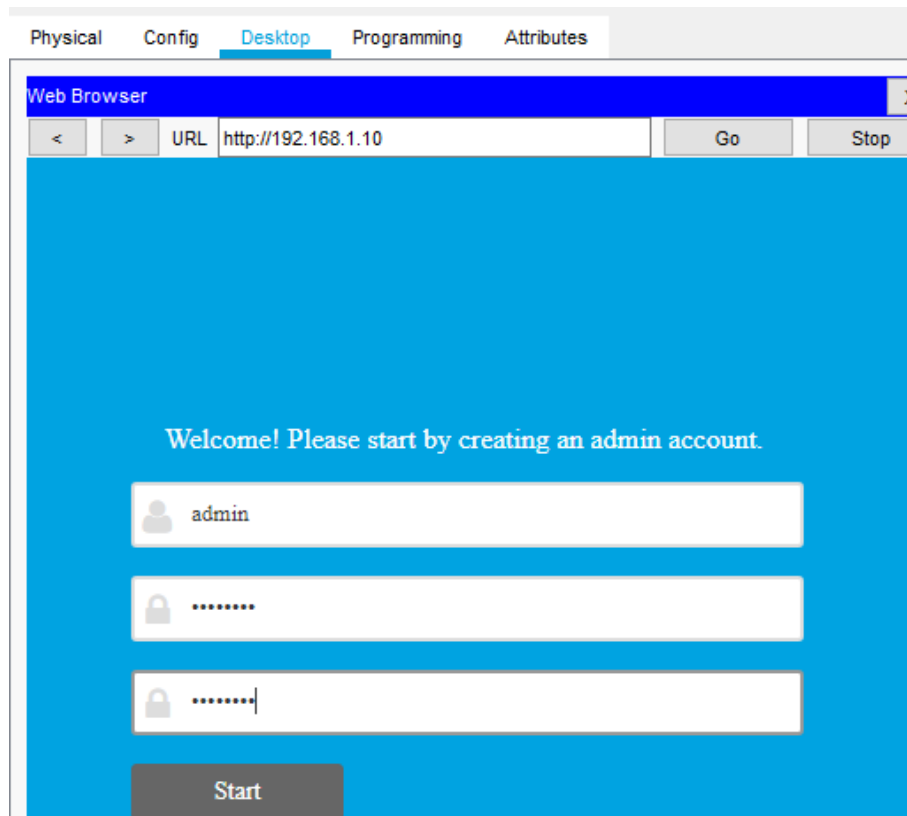 Physical Config Desktop Programming Attributes
Web Browser
< > URL http://192.168.1.10 Go Stop
Welcome! Please start by creating an admin account.
admin
••••••••
••••••••
Start